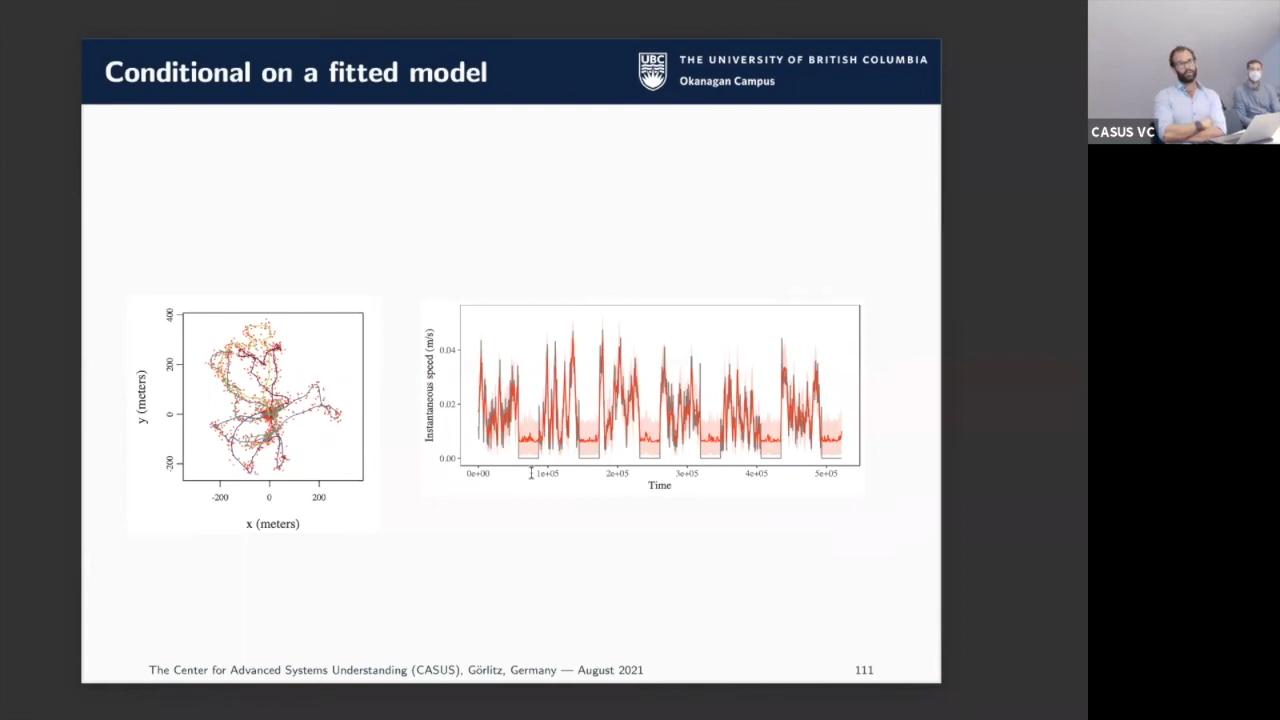 Conditional on a fitted model
UBC
THE UNIVERSITY OF BRITISH COLUMBIA
Okanagan Campus
CASUS VC
400
200
0
-200
y (meters)
-200 0 200
x (meters)
Instantaneous speed (m/s)
0.04
0.02
0.00
0e+00 1e+05 2e+05 3e+05 4e+05 5e+05
Time
The Center for Advanced Systems Understanding (CASUS), Görlitz, Germany — August 2021
111